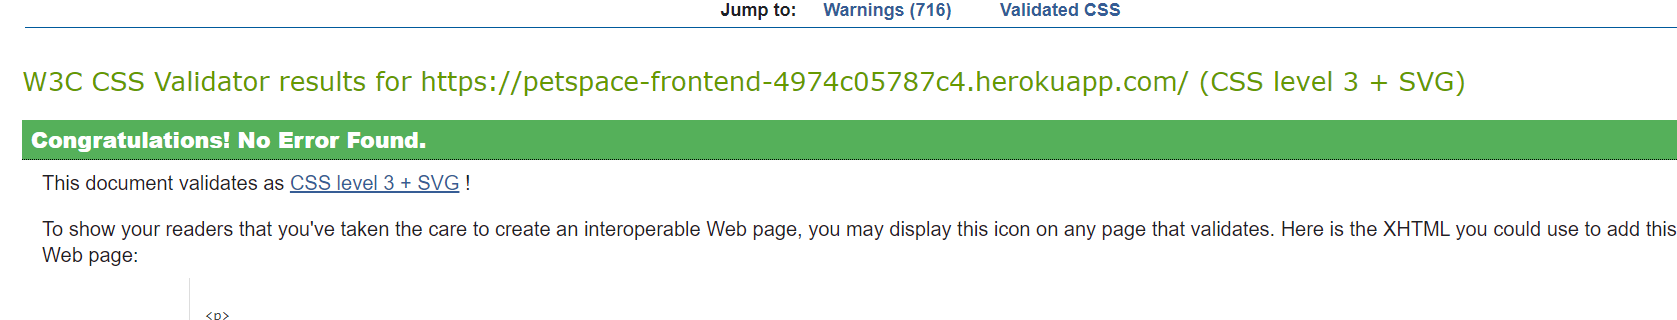 Jump to: Warnings (716) Validated CSS
W3C CSS Validator results for https://petspace-frontend-4974c05787c4.herokuapp.com/ (CSS level 3 + SVG)
Congratulations! No Error Found.
This document validates as CSS level 3 + SVG !
To show your readers that you've taken the care to create an interoperable Web page, you may display this icon on any page that validates. Here is the XHTML you could use to add this
Web page:
<p>